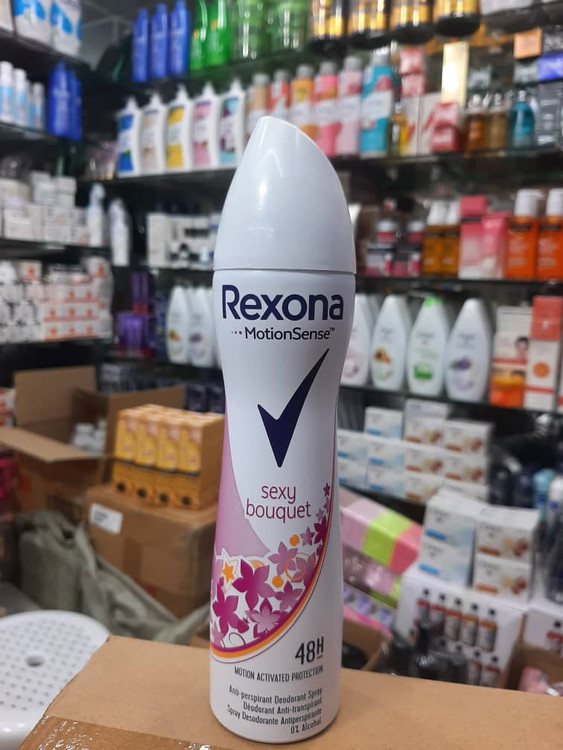 Rexona
MotionSense™
sexy
bouquet
48H
MOTION ACTIVATED PROTECTION
Anti-perspirant Deodorant Spray
Déodorant Anti-transpirant
Spray Desodorante Antiperspirante
0% Alcohol